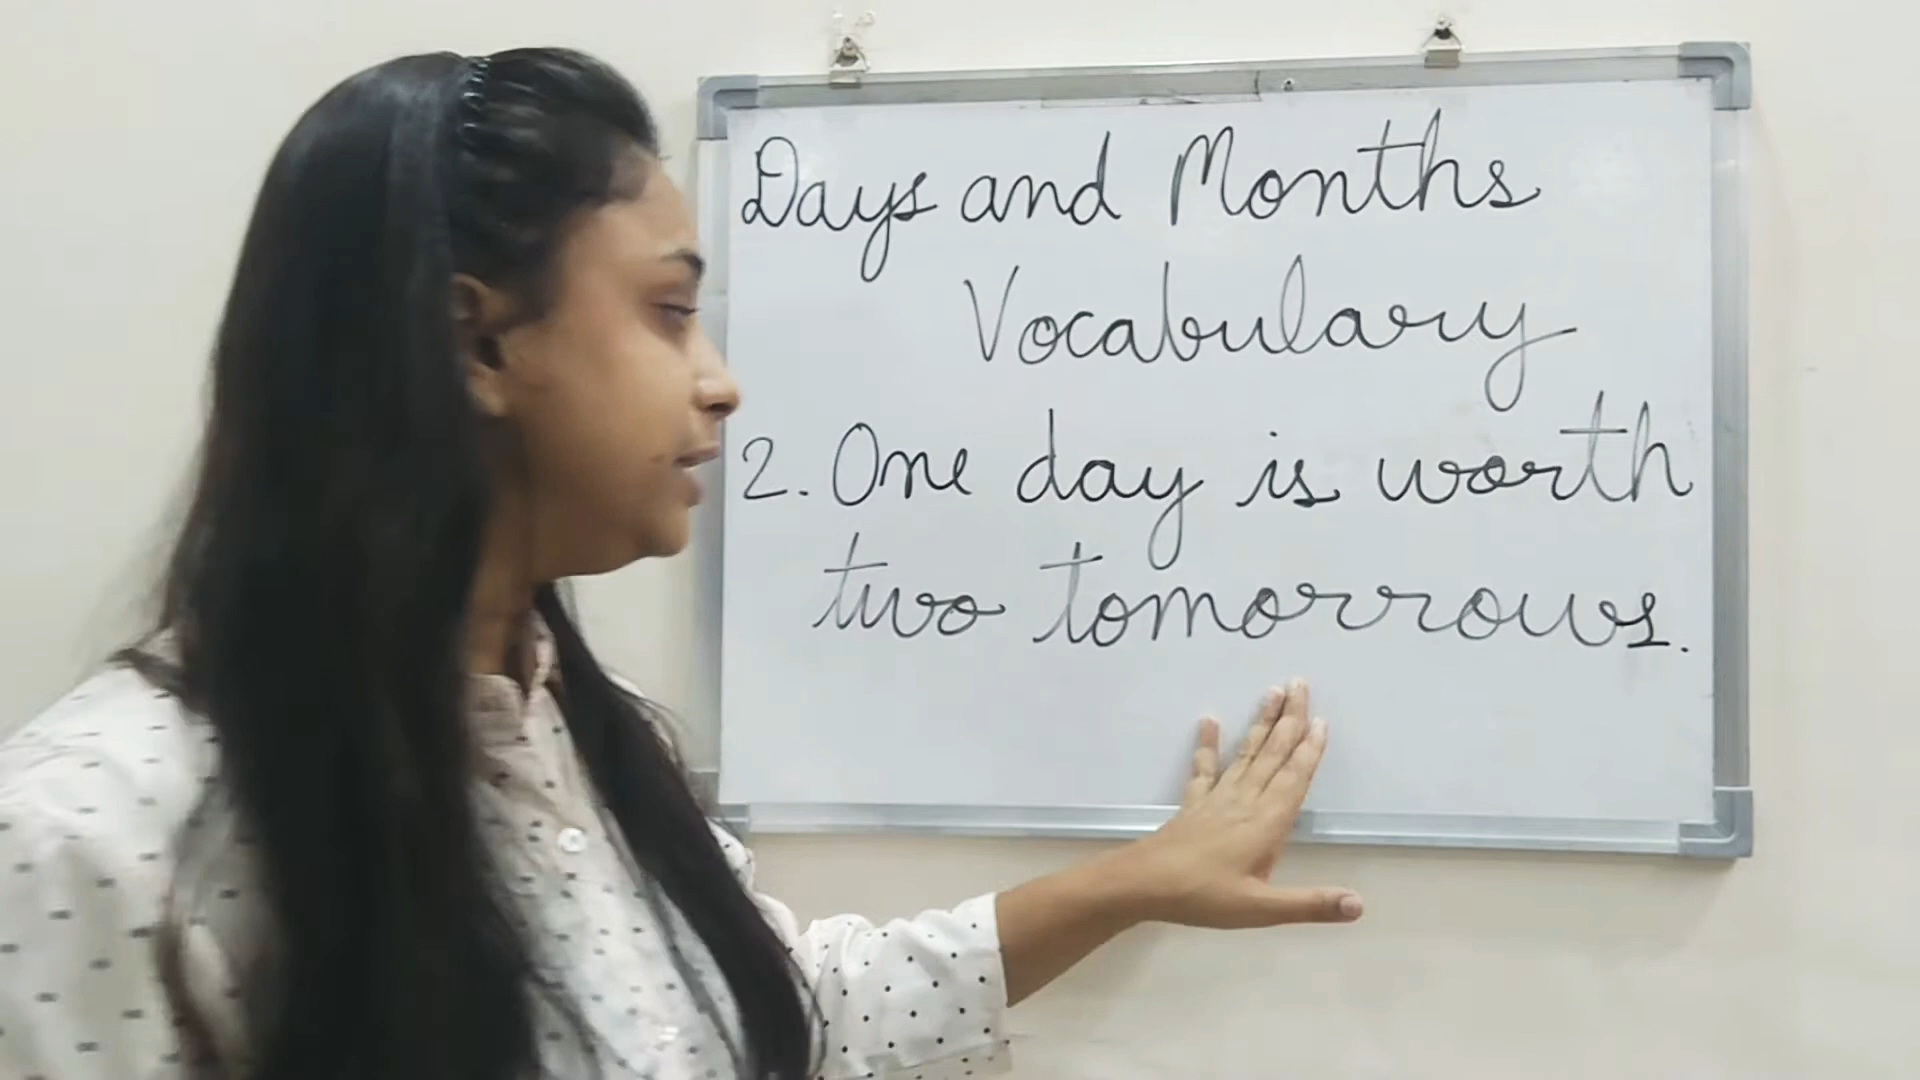 Days and Months
Vocabulary
2. One day is worth
two tomorrows.